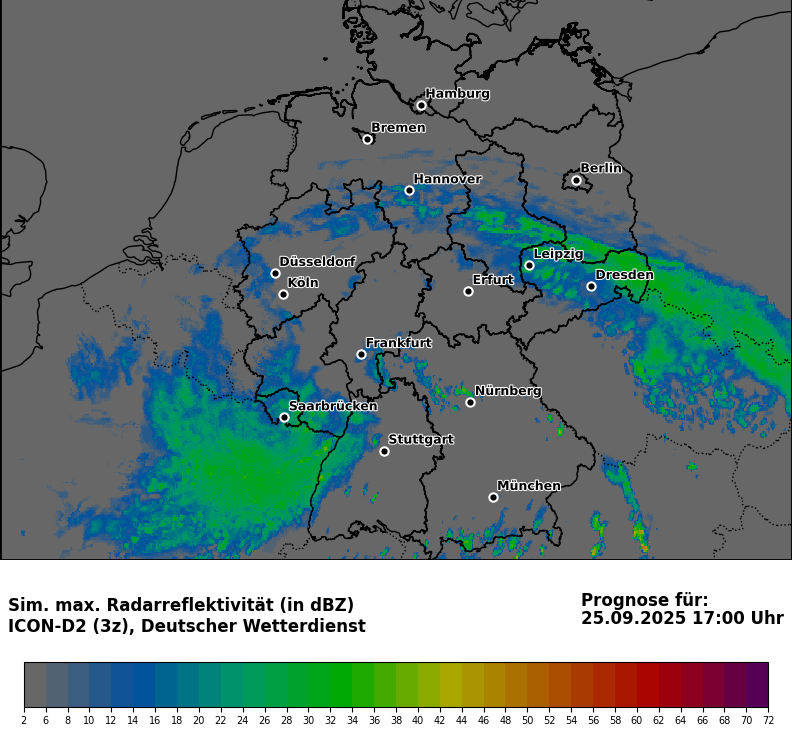 Hamburg
Bremen
Berlin
Hannover
Leipzig
Düsseldorf
Dresden
Köln
Erfurt
Frankfurt
Nürnberg
Saarbrücken
Stuttgart
München
Sim. max. Radarreflektivität (in dBZ)
ICON-D2 (3z), Deutscher Wetterdienst
Prognose für:
25.09.2025 17:00 Uhr
2 6 8 10 12 14 16 18 20 22 24 26 28 30 32 34 36 38 40 42 44 46 48 50 52 54 56 58 60 62 64 66 68 70 72